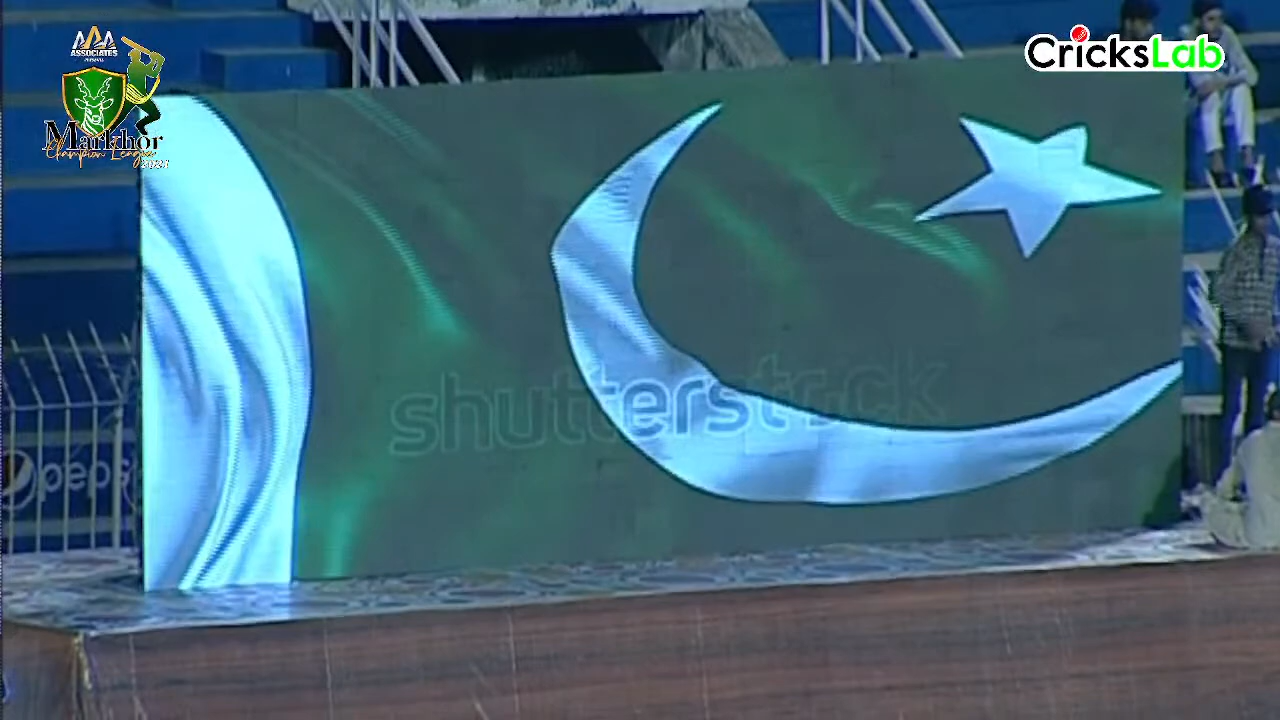 AAA
ASSOCIATES
Markhor
Champion League
CricksLab
shutterstock
pepsi